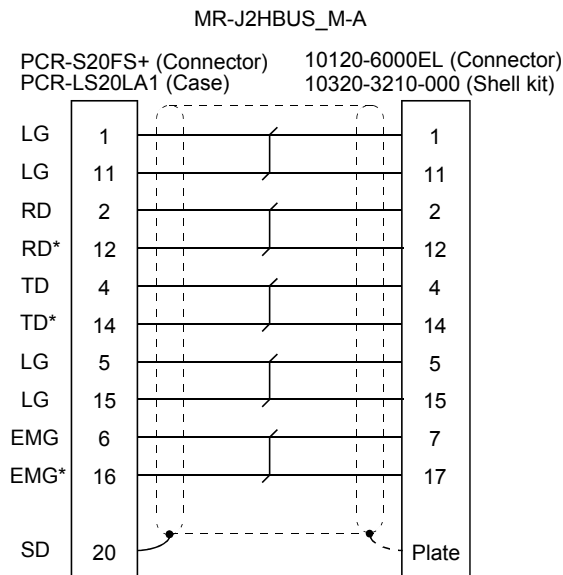 MR-J2HBUS_M-A
PCR-S20FS+ (Connector) 10120-6000EL (Connector)
PCR-LS20LA1 (Case) 10320-3210-000 (Shell kit)
LG 1 1
LG 11 11
RD 2 2
RD* 12 12
TD 4 4
TD* 14 14
LG 5 5
LG 15 15
EMG 6 7
EMG* 16 17
SD 20 Plate